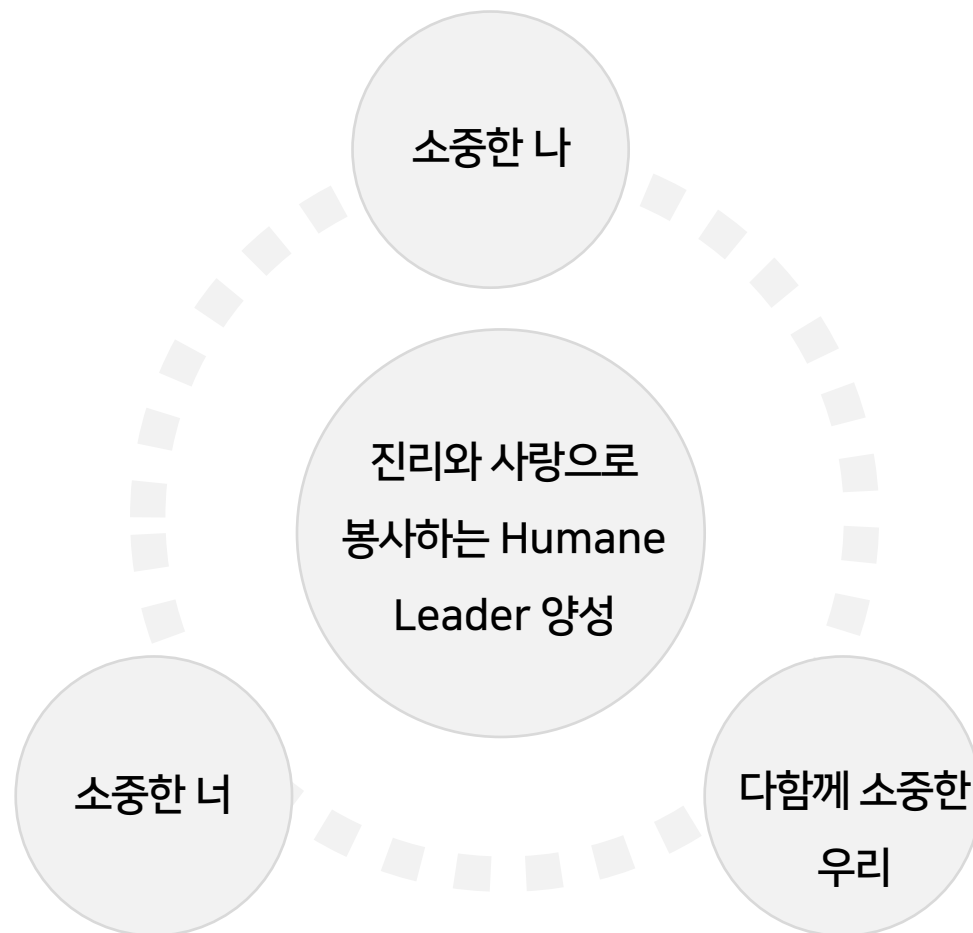 소중한 나
진리와 사랑으로
봉사하는 Humane
Leader 양성
소중한 너
다함께 소중한
우리